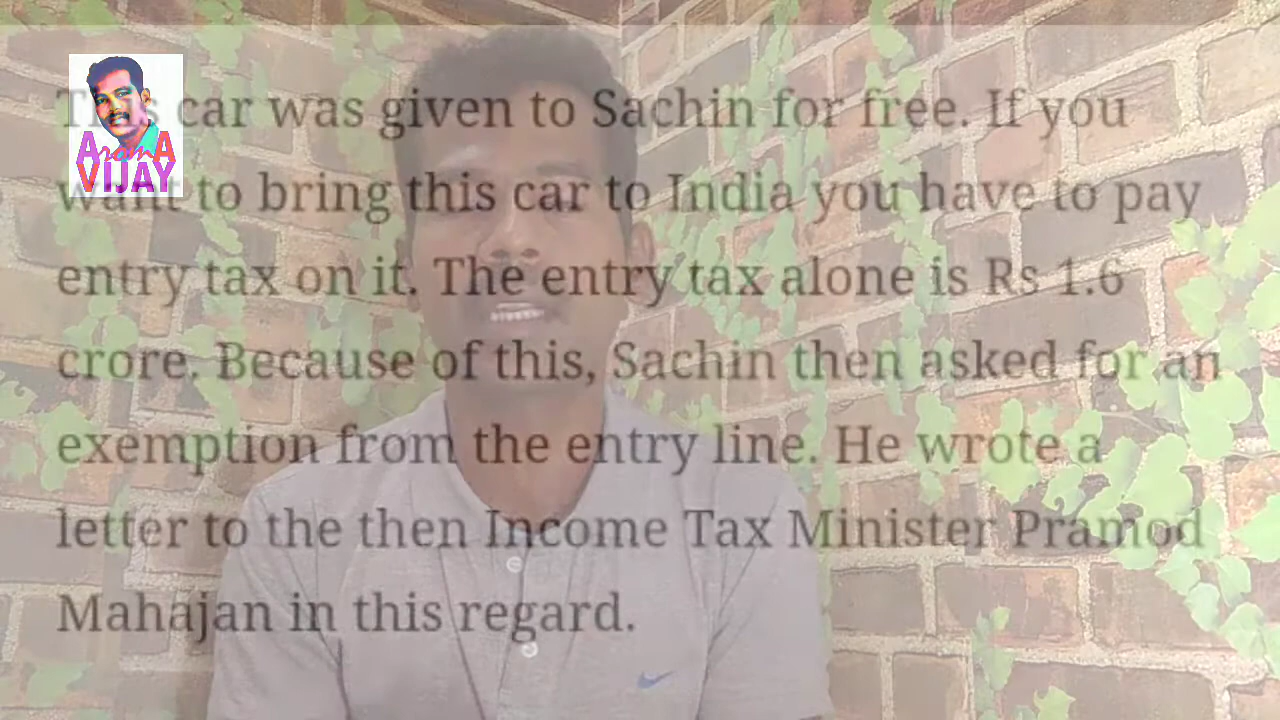 AromA
VIJAY
This car was given to Sachin for free. If you
want to bring this car to India you have to pay
entry tax on it. The entry tax alone is Rs 1.6
crore. Because of this, Sachin then asked for an
exemption from the entry line. He wrote a
letter to the then Income Tax Minister Pramod
Mahajan in this regard.